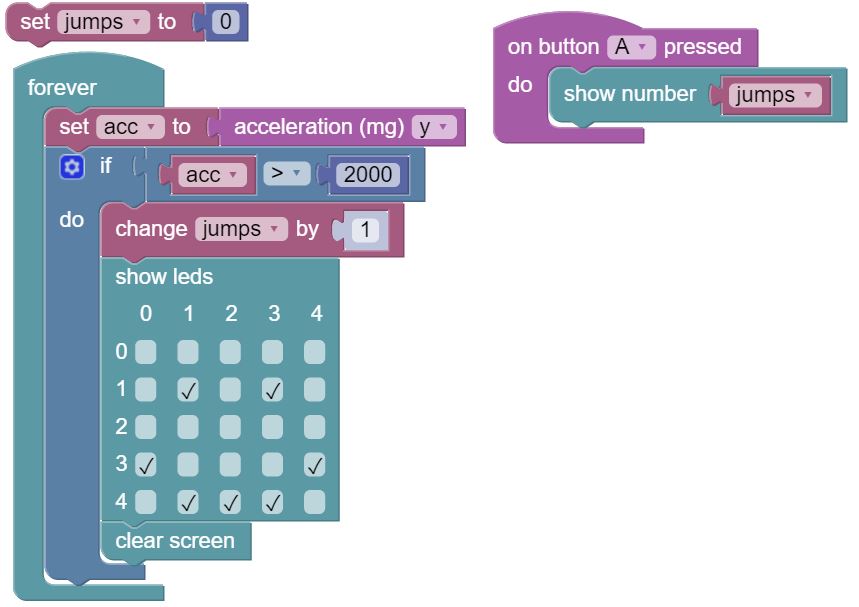 set jumps to 0
forever
set acc to acceleration (mg) y
if acc > 2000
do
change jumps by 1
show leds
0 1 2 3 4
0
1 ✓ ✓
2
3 ✓ ✓
4 ✓ ✓ ✓
clear screen
on button A pressed
do show number jumps